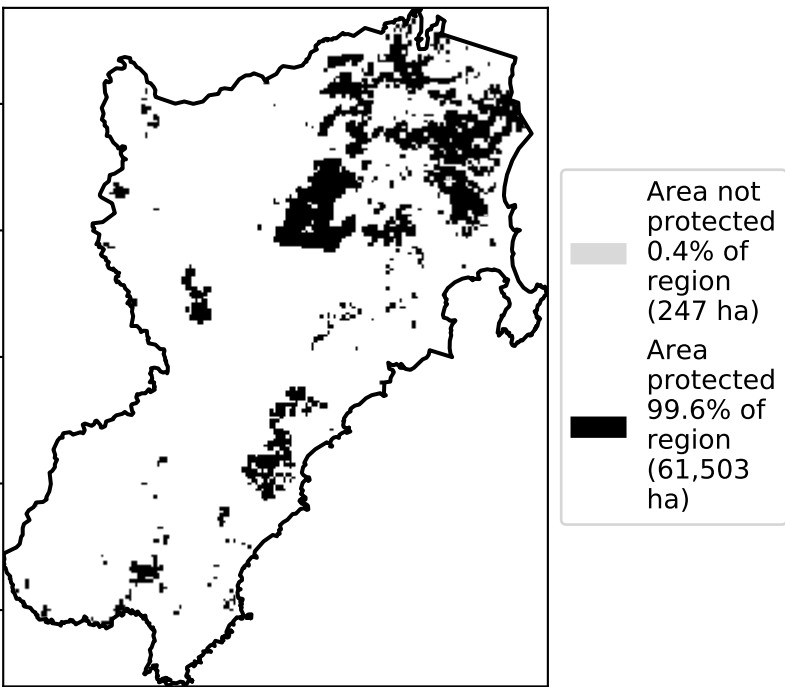 Area not
protected
0.4% of
region
(247 ha)
Area
protected
99.6% of
region
(61,503
ha)